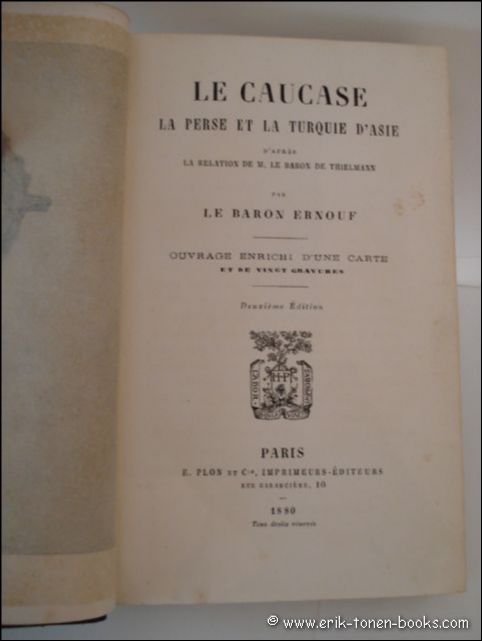 LE CAUCASE
LA PERSE ET LA TURQUIE D'ASIE
D'APRÈS
LA RELATION DE M. LE BARON DE THIELMANN
PAR
LE BARON ERNOUF
OUVRAGE ENRICHI D'UNE CARTE
ET DE VINGT GRAVURES
Deuxième Édition
LABOR
HP
PARIS
E. PLON ET Cie, IMPRIMEURS-ÉDITEURS
RUE GARANCIÈRE, 10
1880
Tous droits réservés
© www.erik-tonen-books.com